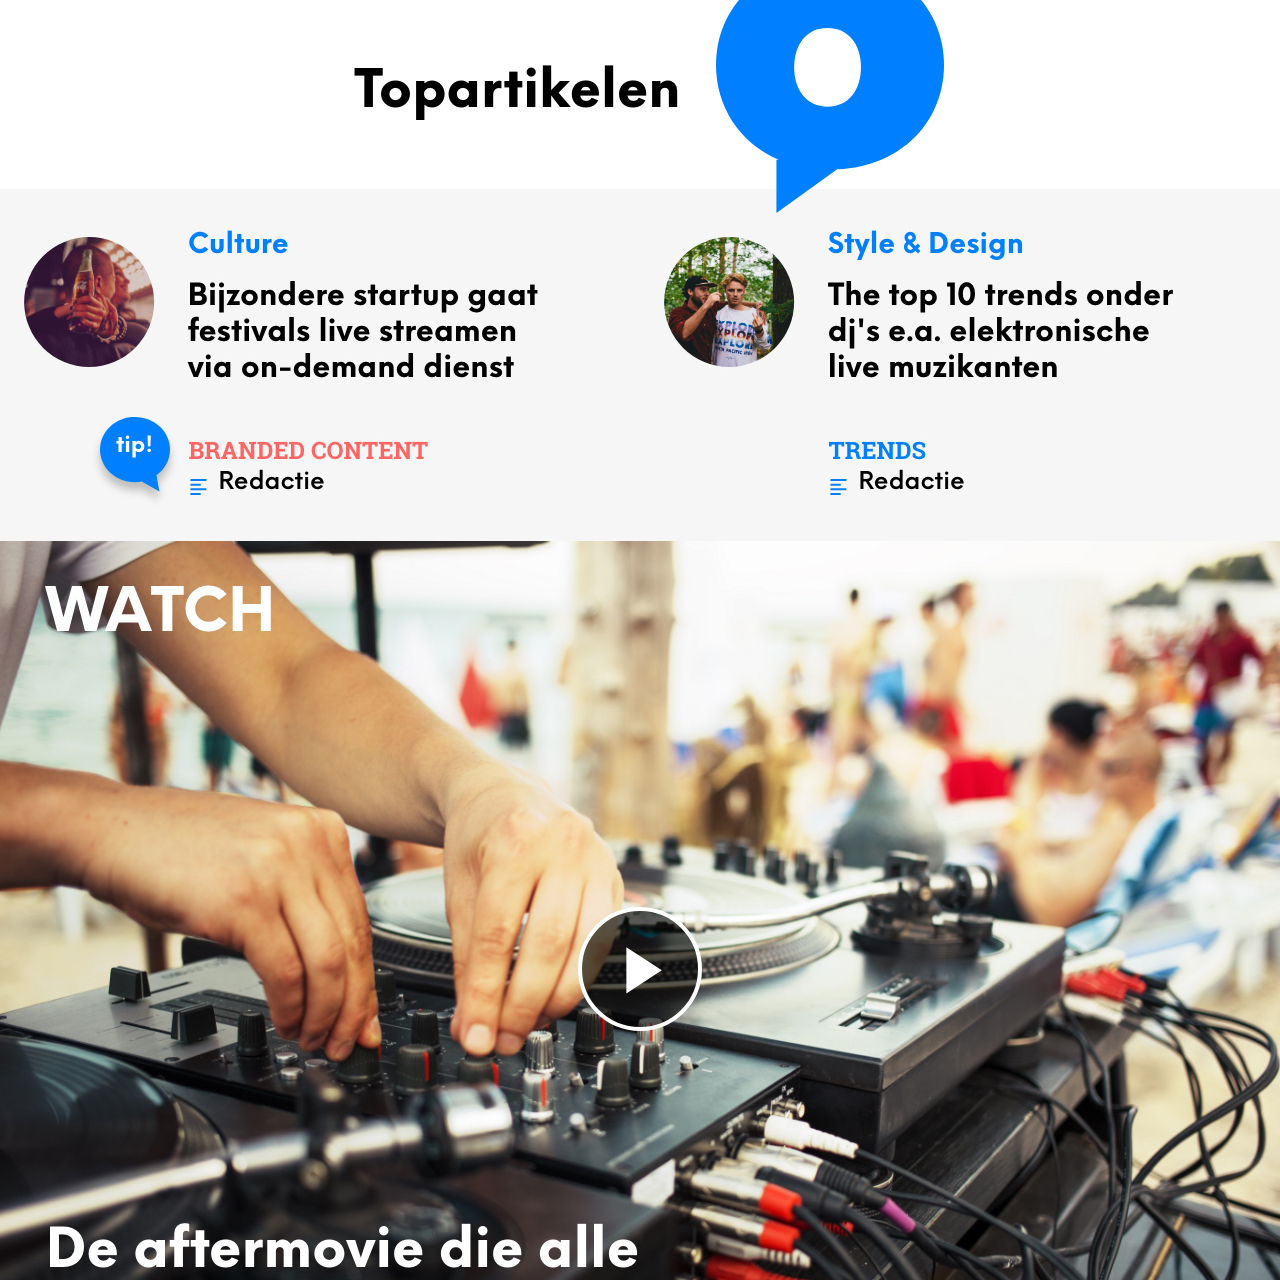 Topartikelen
Culture
Bijzondere startup gaat
festivals live streamen
via on-demand dienst
tip!
BRANDED CONTENT
Redactie
Style & Design
The top 10 trends onder
dj's e.a. elektronische
live muzikanten
TRENDS
Redactie
WATCH
De aftermovie die alle